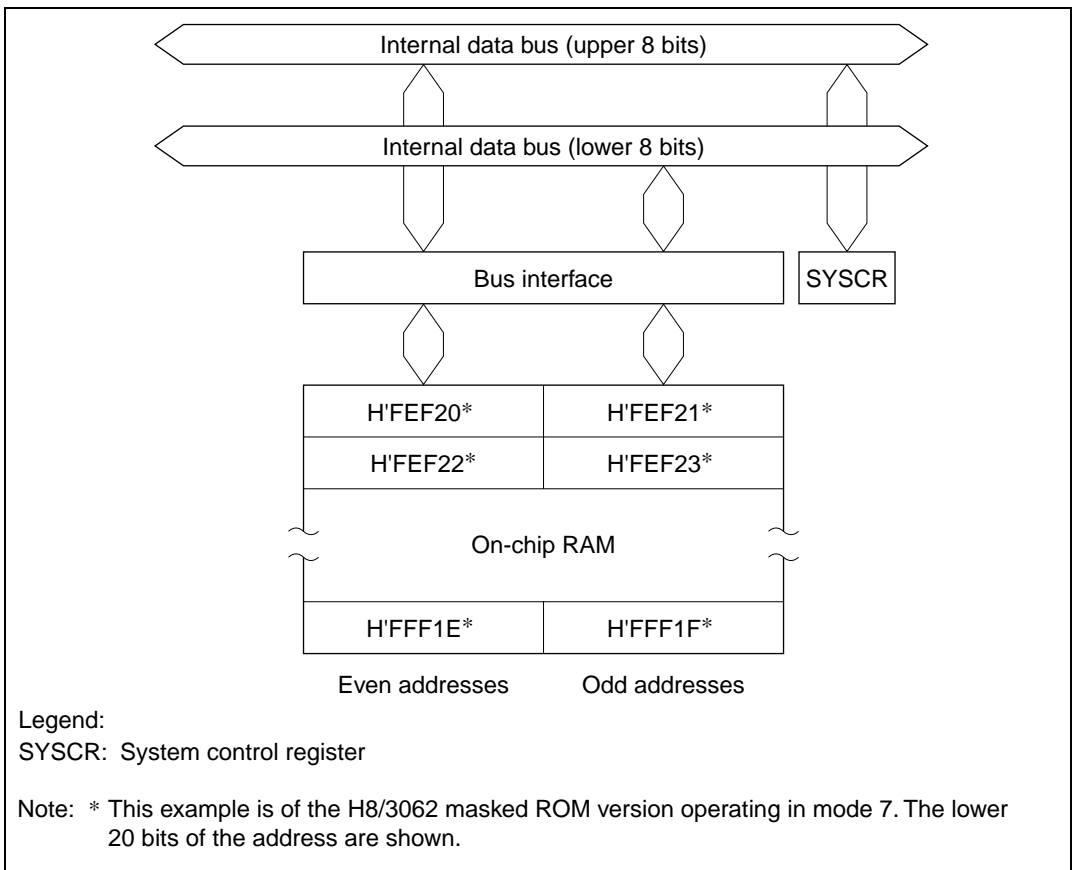 Internal data bus (upper 8 bits)
Internal data bus (lower 8 bits)
Bus interface
SYSCR
H'FEF20*
H'FEF21*
H'FEF22*
H'FEF23*
On-chip RAM
H'FFF1E*
H'FFF1F*
Even addresses
Odd addresses
Legend:
SYSCR: System control register
Note: * This example is of the H8/3062 masked ROM version operating in mode 7. The lower
20 bits of the address are shown.